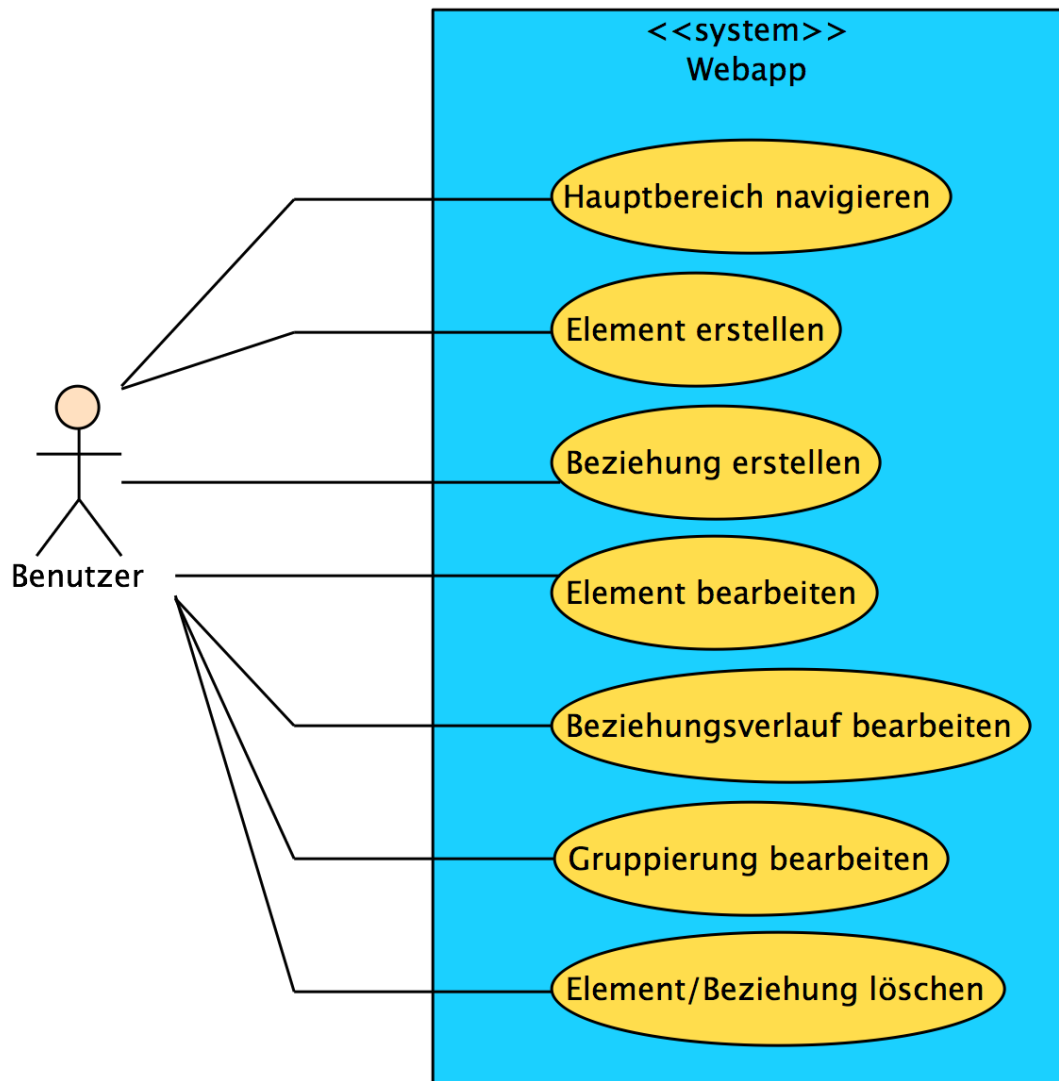 <<system>>
Webapp
Hauptbereich navigieren
Element erstellen
Beziehung erstellen
Benutzer
Element bearbeiten
Beziehungsverlauf bearbeiten
Gruppierung bearbeiten
Element/Beziehung löschen